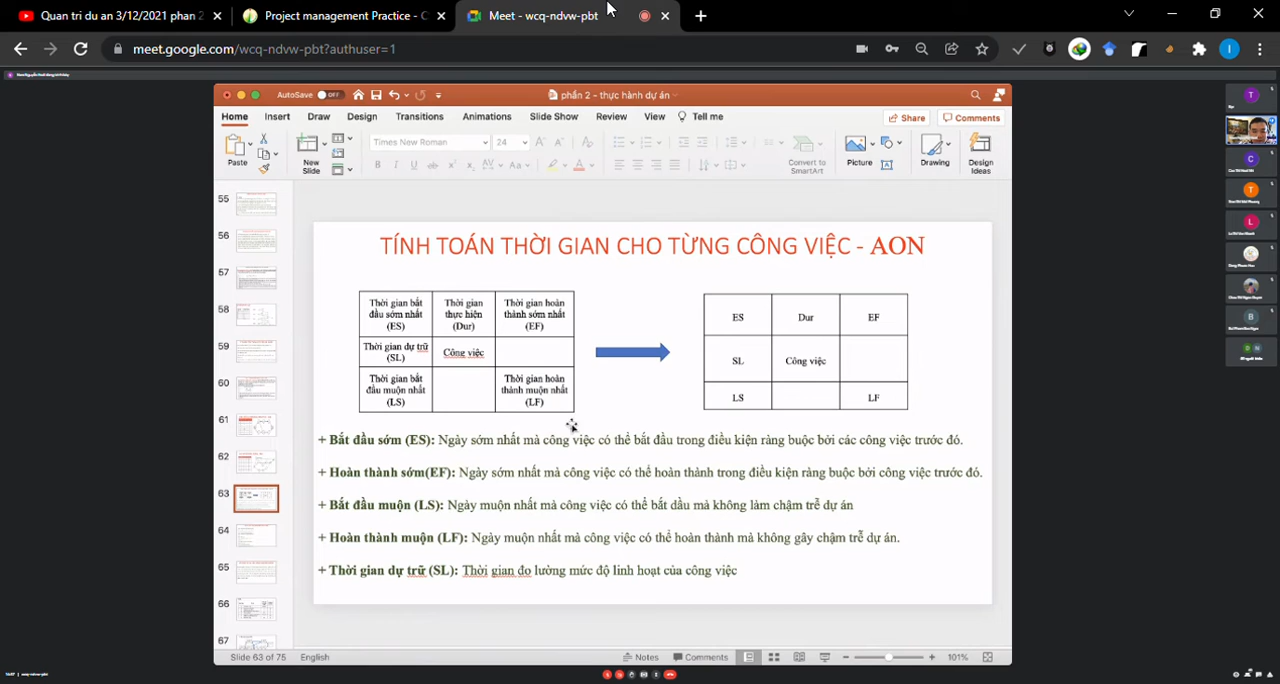 Quan tri du an 3/12/2021 phan 2
Project management Practice - C
Meet - wcq-ndvw-pbt
meet.google.com/wcq-ndvw-pbt?authuser=1
AutoSave OFF
phần 2 - thực hành dự án
Home Insert Draw Design Transitions Animations Slide Show Review View Tell me
Share Comments
Times New Roman 24
Paste New Slide Convert to SmartArt Picture Drawing Design Ideas
TÍNH TOÁN THỜI GIAN CHO TỪNG CÔNG VIỆC - AON
Thời gian bắt đầu sớm nhất (ES)
Thời gian thực hiện (Dur)
Thời gian hoàn thành sớm nhất (EF)
Thời gian dự trữ (SL)
Công việc
Thời gian bắt đầu muộn nhất (LS)
Thời gian hoàn thành muộn nhất (LF)
ES Dur EF
SL Công việc
LS LF
+ Bắt đầu sớm (ES): Ngày sớm nhất mà công việc có thể bắt đầu trong điều kiện ràng buộc bởi các công việc trước đó.
+ Hoàn thành sớm(EF): Ngày sớm nhất mà công việc có thể hoàn thành trong điều kiện ràng buộc bởi công việc trước đó.
+ Bắt đầu muộn (LS): Ngày muộn nhất mà công việc có thể bắt dầu mà không làm chậm trễ dự án
+ Hoàn thành muộn (LF): Ngày muộn nhất mà công việc có thể hoàn thành mà không gây chậm trễ dự án.
+ Thời gian dự trữ (SL): Thời gian đo lường mức độ linh hoạt của công việc
55
56
57
58
59
60
61
62
63
64
65
66
67
Slide 63 of 75 English
Notes Comments 101%
T
C
T
L
B
D N